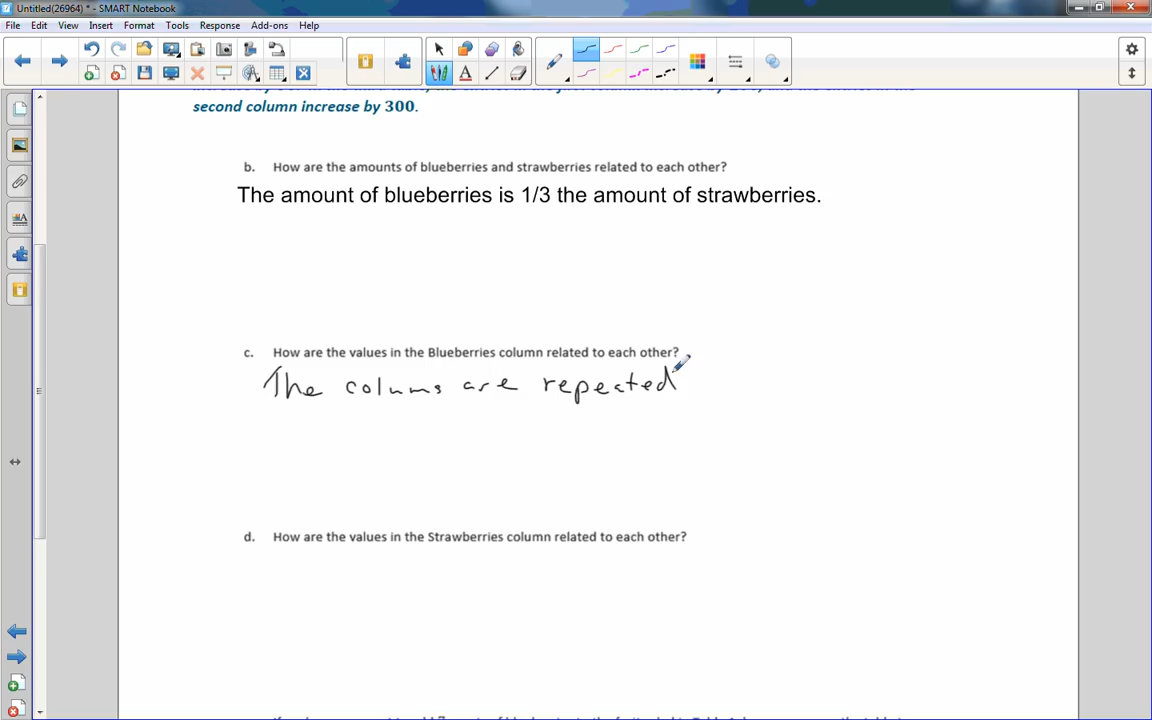 Untitled(26964) * - SMART Notebook
File Edit View Insert Format Tools Response Add-ons Help
second column increase by 300.
b. How are the amounts of blueberries and strawberries related to each other?
The amount of blueberries is 1/3 the amount of strawberries.
c. How are the values in the Blueberries column related to each other?
The colums are repeated
d. How are the values in the Strawberries column related to each other?